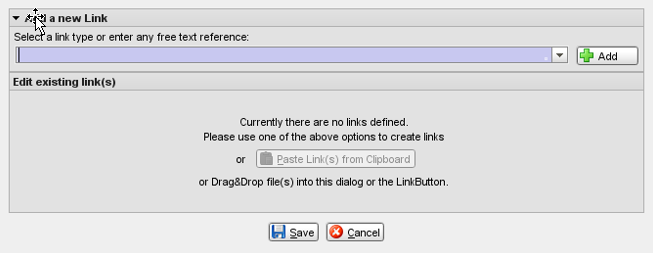 Add a new Link
Select a link type or enter any free text reference:
Add
Edit existing link(s)
Currently there are no links defined.
Please use one of the above options to create links
or Paste Link(s) from Clipboard
or Drag&Drop file(s) into this dialog or the LinkButton.
Save Cancel